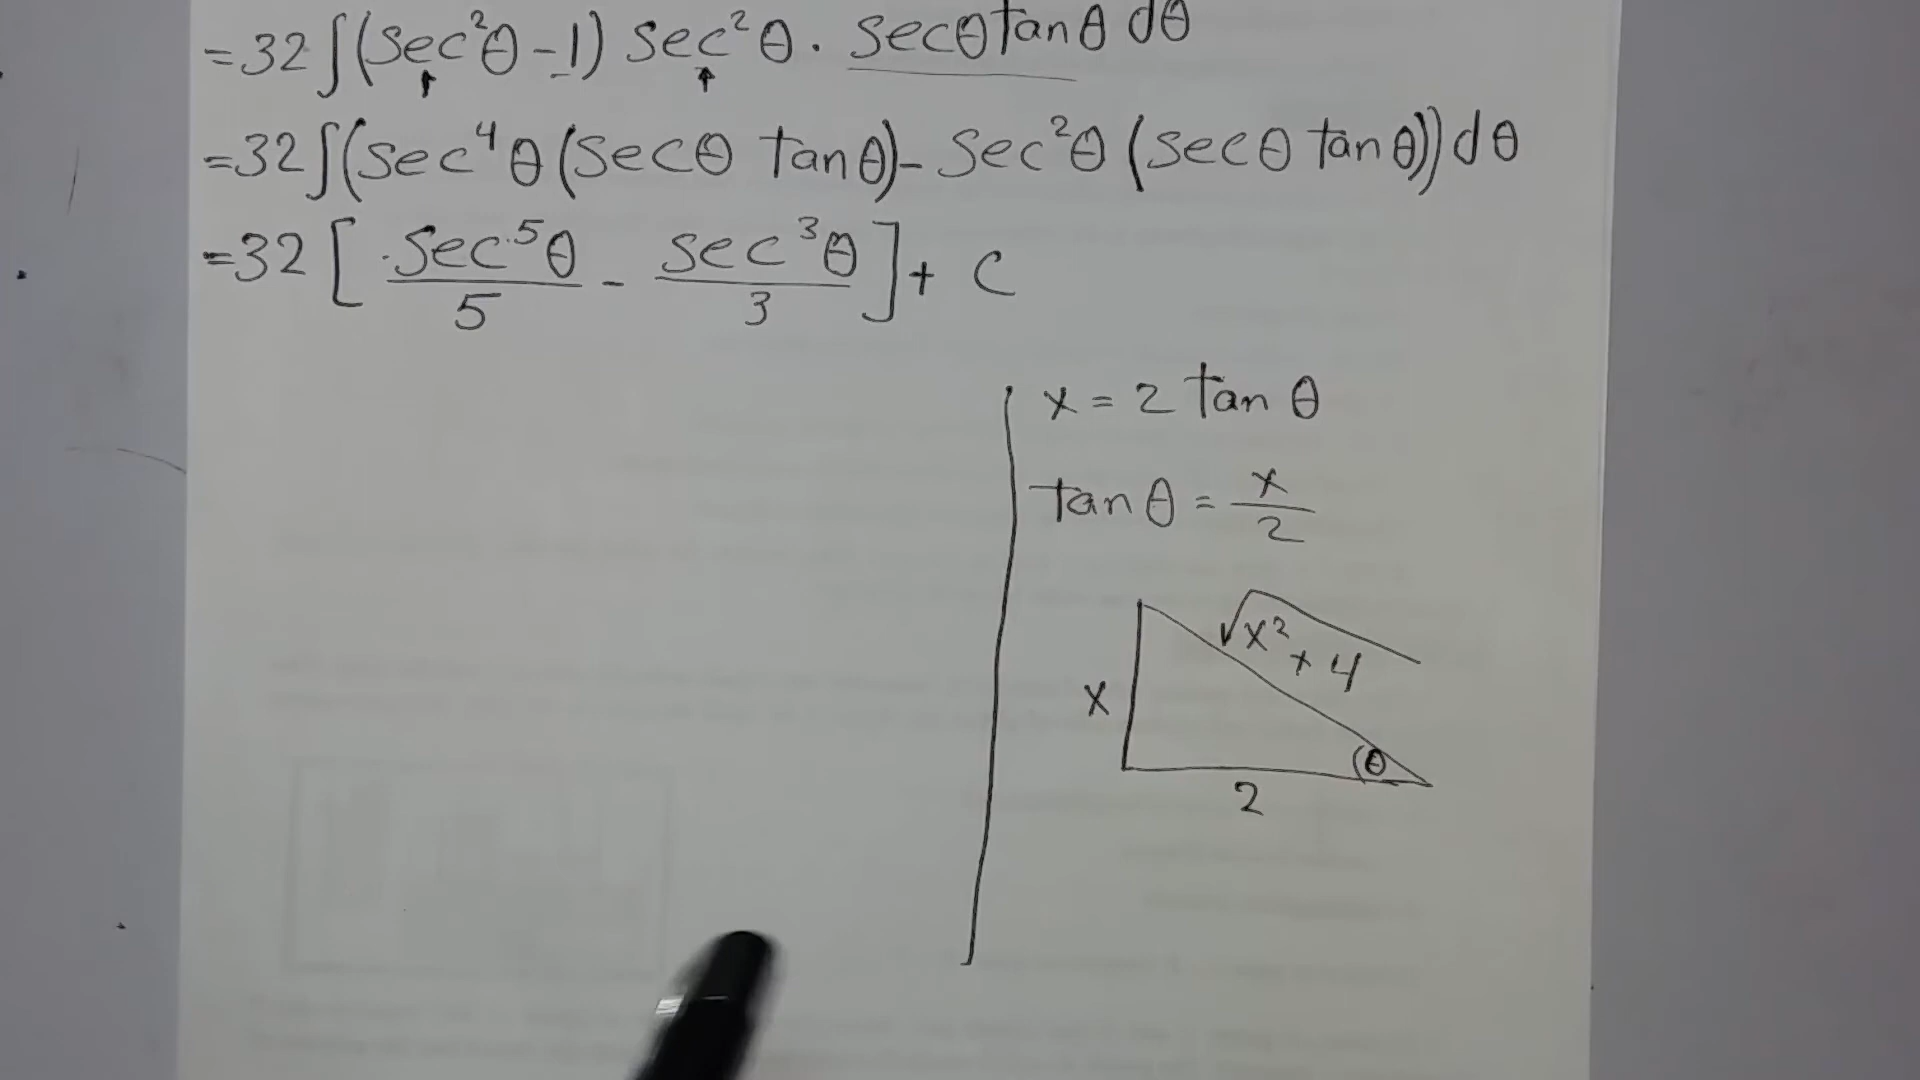 =32∫(sec²θ-1) sec²θ . secθ tanθ dθ
=32∫(sec⁴θ (secθ tanθ) - sec²θ (secθ tanθ)) dθ
=32 [ sec⁵θ/5 - sec³θ/3 ] + C
x = 2 tan θ
tan θ = x/2
√x² + 4
x
θ
2